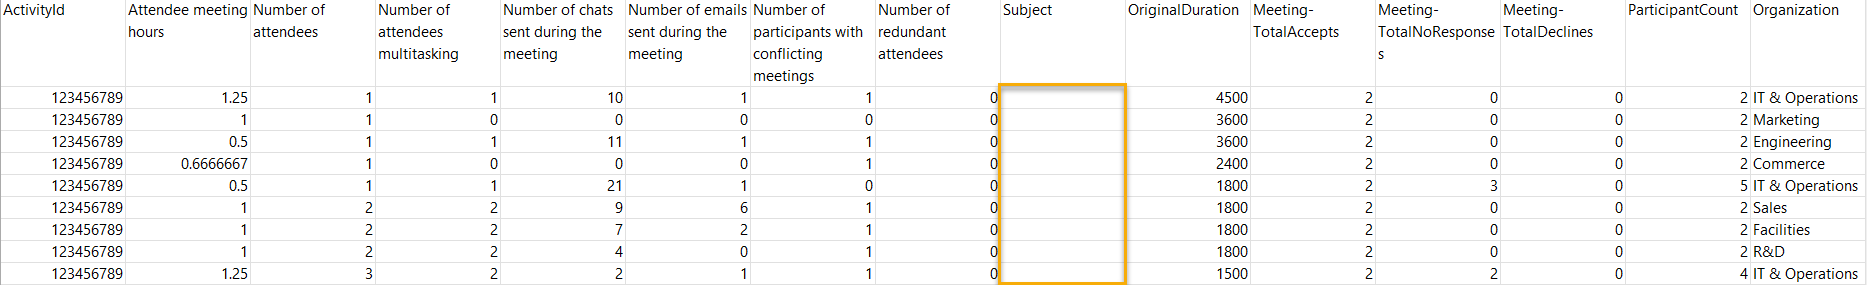 ActivityId Attendee meeting Number of Number of Number of chats Number of emails Number of Number of Subject OriginalDuration Meeting- Meeting- Meeting- ParticipantCount Organization
hours attendees attendees sent during the sent during the participants with redundant TotalAccepts TotalNoResponse TotalDeclines
multitasking meeting meeting conflicting attendees s
meetings
123456789 1.25 1 1 10 1 1 0 4500 2 0 0 2 IT & Operations
123456789 1 1 0 0 0 0 0 3600 2 0 0 2 Marketing
123456789 0.5 1 1 11 1 1 0 3600 2 0 0 2 Engineering
123456789 0.6666667 1 0 0 0 1 0 2400 2 0 0 2 Commerce
123456789 0.5 1 1 21 1 0 0 1800 2 3 0 5 IT & Operations
123456789 1 2 2 9 6 1 0 1800 2 0 0 2 Sales
123456789 1 2 2 7 2 1 0 1800 2 0 0 2 Facilities
123456789 1 2 2 4 0 1 0 1800 2 0 0 2 R&D
123456789 1.25 3 2 2 1 1 0 1500 2 2 0 4 IT & Operations